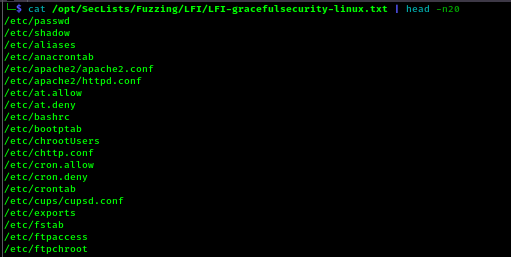 └─$ cat /opt/SecLists/Fuzzing/LFI/LFI-gracefulsecurity-linux.txt | head -n20
/etc/passwd
/etc/shadow
/etc/aliases
/etc/anacrontab
/etc/apache2/apache2.conf
/etc/apache2/httpd.conf
/etc/at.allow
/etc/at.deny
/etc/bashrc
/etc/bootptab
/etc/chrootUsers
/etc/chttp.conf
/etc/cron.allow
/etc/cron.deny
/etc/crontab
/etc/cups/cupsd.conf
/etc/exports
/etc/fstab
/etc/ftpaccess
/etc/ftpchroot